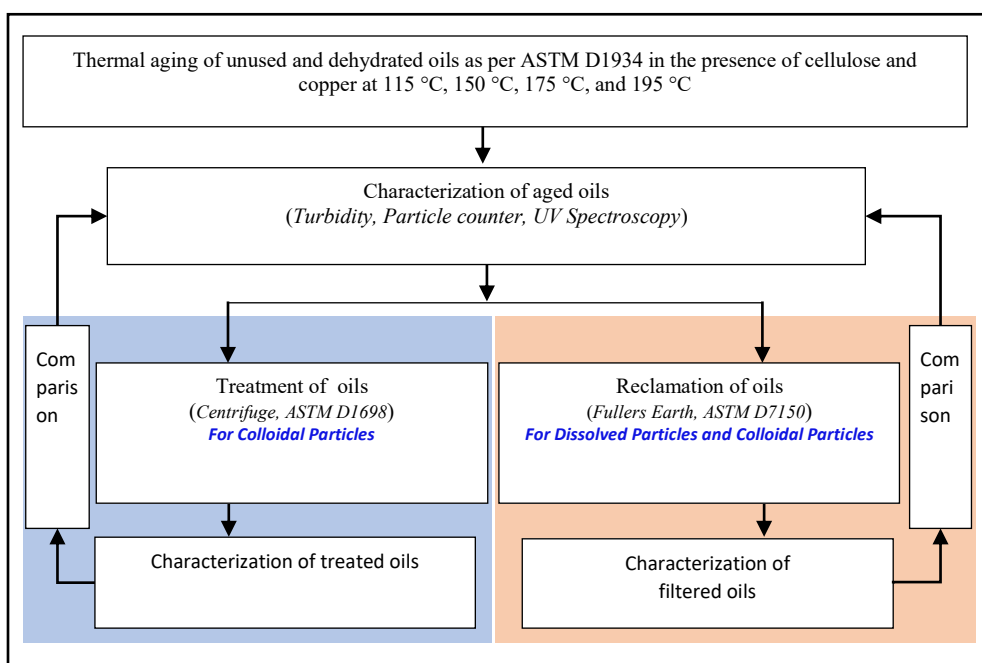 Thermal aging of unused and dehydrated oils as per ASTM D1934 in the presence of cellulose and
copper at 115 °C, 150 °C, 175 °C, and 195 °C
Characterization of aged oils
(Turbidity, Particle counter, UV Spectroscopy)
Com
paris
on
Treatment of oils
(Centrifuge, ASTM D1698)
For Colloidal Particles
Reclamation of oils
(Fullers Earth, ASTM D7150)
For Dissolved Particles and Colloidal Particles
Com
pari
son
Characterization of treated oils
Characterization of
filtered oils